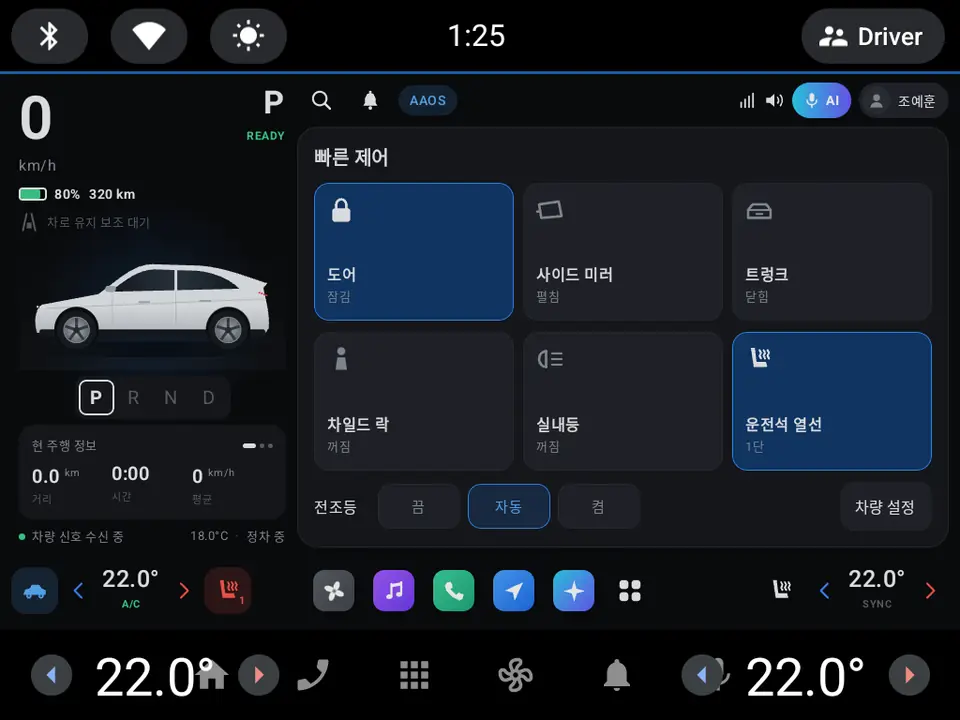 1:25
Driver
0
P
READY
km/h
80% 320 km
차로 유지 보조 대기
P R N D
현 주행 정보
0.0 km 0:00 0 km/h
거리 시간 평균
차량 신호 수신 중 18.0°C · 정차 중
AAOS
AI
조예훈
빠른 제어
도어
잠김
사이드 미러
펼침
트렁크
닫힘
차일드 락
꺼짐
실내등
꺼짐
운전석 열선
1단
전조등 끔 자동 켬 차량 설정
22.0°
A/C
1
22.0°
SYNC
22.0° 22.0°